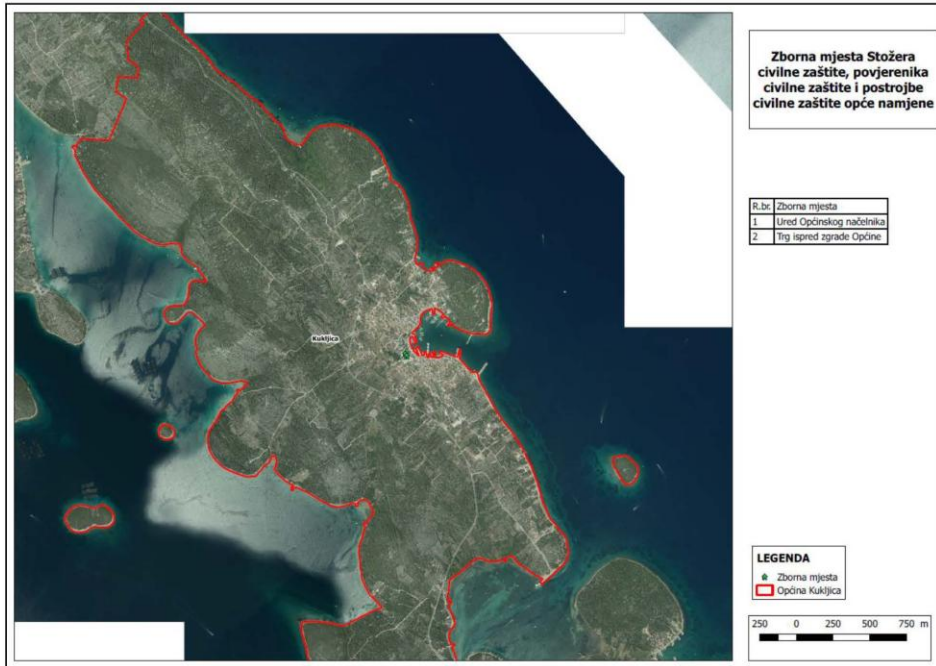 Zborna mjesta Stožera
civilne zaštite, povjerenika
civilne zaštite i postrojbe
civilne zaštite opće namjene
R.br. Zborna mjesta
1 Ured Općinskog načelnika
2 Trg ispred zgrade Općine
Kukljica
LEGENDA
Zborna mjesta
Općina Kukljica
250 0 250 500 750 m